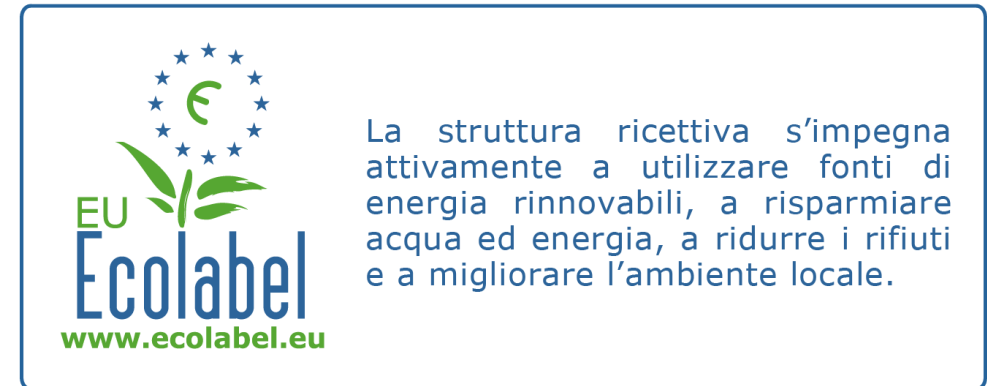 EU
Ecolabel
www.ecolabel.eu
La struttura ricettiva s’impegna
attivamente a utilizzare fonti di
energia rinnovabili, a risparmiare
acqua ed energia, a ridurre i rifiuti
e a migliorare l’ambiente locale.